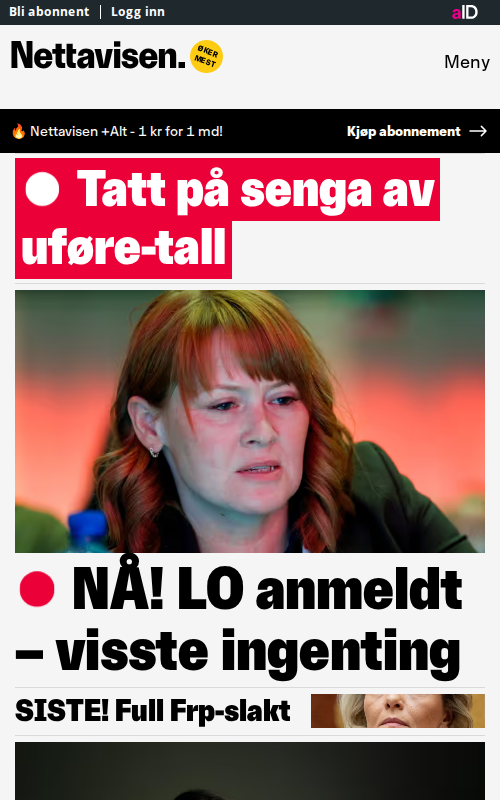 Bli abonnent
Logg inn
aID
Nettavisen.
ØKER
MEST
Meny
🔥 Nettavisen +Alt - 1 kr for 1 md!
Kjøp abonnement →
Tatt på senga av
uføre-tall
NÅ! LO anmeldt
– visste ingenting
SISTE! Full Frp-slakt